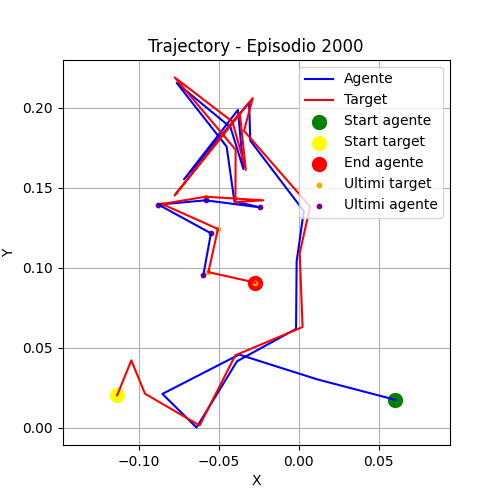 Trajectory - Episodio 2000
Agente
Target
Start agente
Start target
End agente
Ultimi target
Ultimi agente
0.20
0.15
0.10
0.05
0.00
Y
−0.10
−0.05
0.00
0.05
X